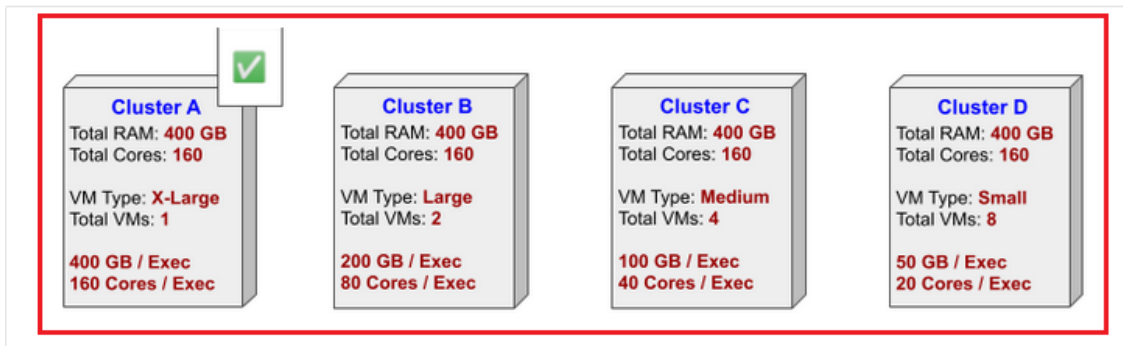 Cluster A
Total RAM: 400 GB
Total Cores: 160
VM Type: X-Large
Total VMs: 1
400 GB / Exec
160 Cores / Exec
Cluster B
Total RAM: 400 GB
Total Cores: 160
VM Type: Large
Total VMs: 2
200 GB / Exec
80 Cores / Exec
Cluster C
Total RAM: 400 GB
Total Cores: 160
VM Type: Medium
Total VMs: 4
100 GB / Exec
40 Cores / Exec
Cluster D
Total RAM: 400 GB
Total Cores: 160
VM Type: Small
Total VMs: 8
50 GB / Exec
20 Cores / Exec